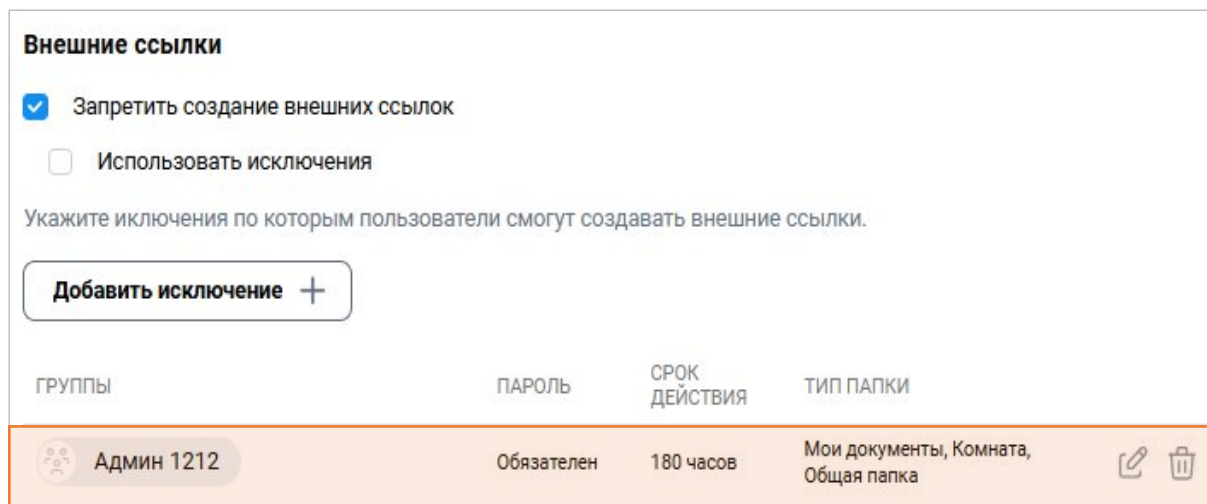 Внешние ссылки
Запретить создание внешних ссылок
Использовать исключения
Укажите иключения по которым пользователи смогут создавать внешние ссылки.
Добавить исключение
ГРУППЫ ПАРОЛЬ СРОК ДЕЙСТВИЯ ТИП ПАПКИ
Админ 1212 Обязателен 180 часов Мои документы, Комната,
Общая папка